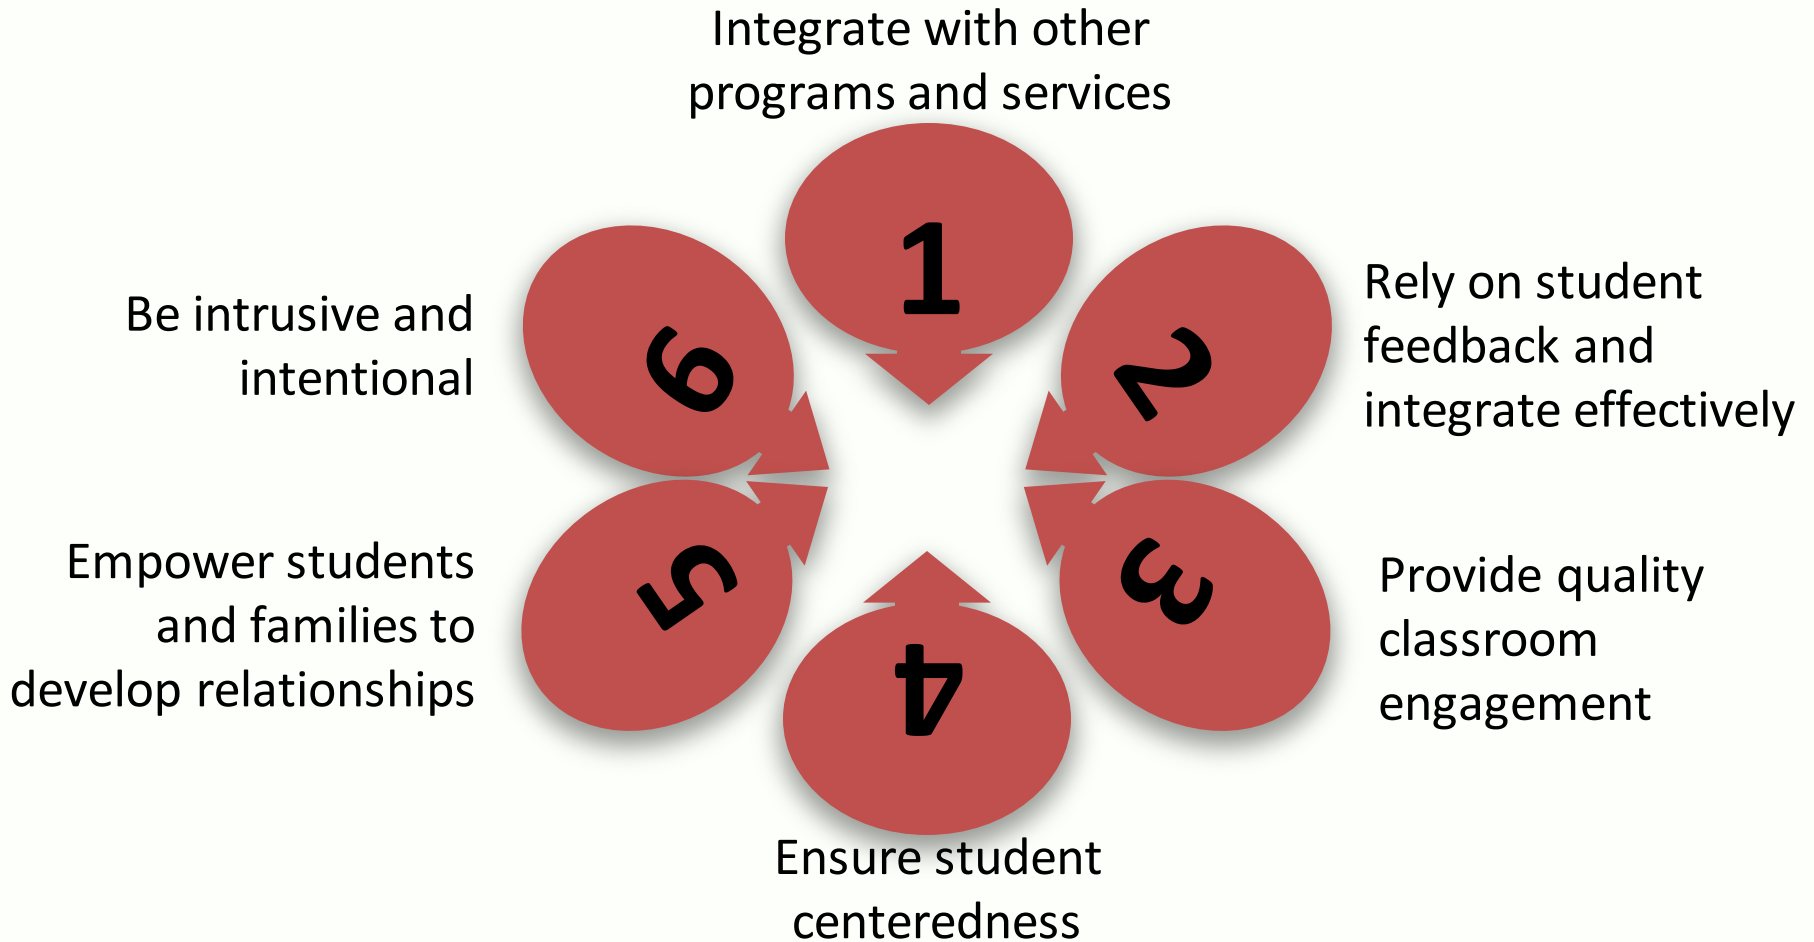 Integrate with other
programs and services
1
2
Rely on student
feedback and
integrate effectively
3
Provide quality
classroom
engagement
4
Ensure student
centeredness
5
Empower students
and families to
develop relationships
6
Be intrusive and
intentional